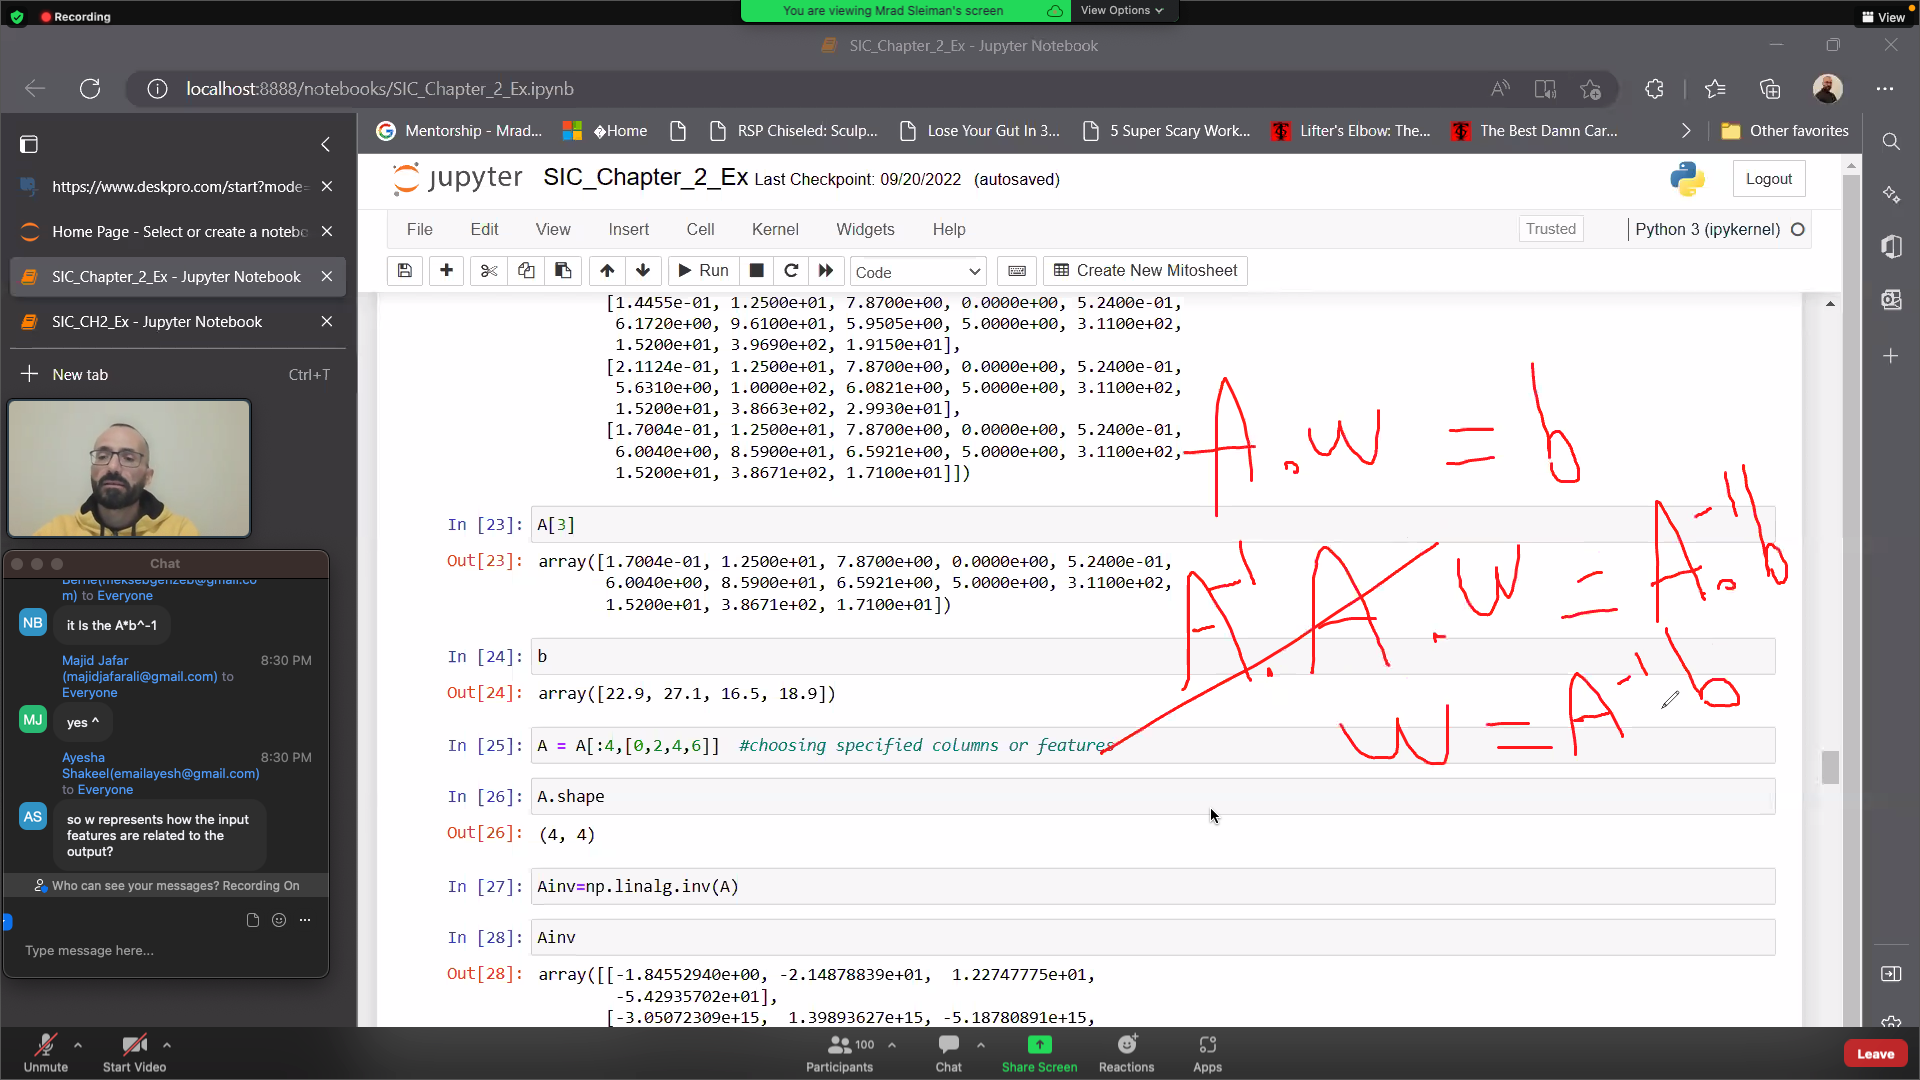 Recording
You are viewing Mrad Sleiman's screen
View Options
View
SIC_Chapter_2_Ex - Jupyter Notebook
localhost:8888/notebooks/SIC_Chapter_2_Ex.ipynb
Mentorship - Mrad...
�Home
RSP Chiseled: Sculp...
Lose Your Gut In 3...
5 Super Scary Work...
Lifter's Elbow: The...
The Best Damn Car...
Other favorites
https://www.deskpro.com/start?mode=
Home Page - Select or create a notebo
SIC_Chapter_2_Ex - Jupyter Notebook
SIC_CH2_Ex - Jupyter Notebook
New tab Ctrl+T
jupyter SIC_Chapter_2_Ex Last Checkpoint: 09/20/2022 (autosaved)
Logout
File Edit View Insert Cell Kernel Widgets Help
Trusted
Python 3 (ipykernel)
Run
Code
Create New Mitosheet
[1.4455e-01, 1.2500e+01, 7.8700e+00, 0.0000e+00, 5.2400e-01,
6.1720e+00, 9.6100e+01, 5.9505e+00, 5.0000e+00, 3.1100e+02,
1.5200e+01, 3.9690e+02, 1.9150e+01],
[2.1124e-01, 1.2500e+01, 7.8700e+00, 0.0000e+00, 5.2400e-01,
5.6310e+00, 1.0000e+02, 6.0821e+00, 5.0000e+00, 3.1100e+02,
1.5200e+01, 3.8663e+02, 2.9930e+01],
[1.7004e-01, 1.2500e+01, 7.8700e+00, 0.0000e+00, 5.2400e-01,
6.0040e+00, 8.5900e+01, 6.5921e+00, 5.0000e+00, 3.1100e+02,
1.5200e+01, 3.8671e+02, 1.7100e+01]])
A.w = b
In [23]: A[3]
Out[23]: array([1.7004e-01, 1.2500e+01, 7.8700e+00, 0.0000e+00, 5.2400e-01,
6.0040e+00, 8.5900e+01, 6.5921e+00, 5.0000e+00, 3.1100e+02,
1.5200e+01, 3.8671e+02, 1.7100e+01])
A⁻¹.A.w = A⁻¹.b
In [24]: b
Out[24]: array([22.9, 27.1, 16.5, 18.9])
w = A⁻¹b
In [25]: A = A[:4,[0,2,4,6]] #choosing specified columns or features
In [26]: A.shape
Out[26]: (4, 4)
In [27]: Ainv=np.linalg.inv(A)
In [28]: Ainv
Out[28]: array([[-1.84552940e+00, -2.14878839e+01, 1.22747775e+01,
-5.42935702e+01],
[-3.05072309e+15, 1.39893627e+15, -5.18780891e+15,
Chat
m) to Everyone
NB
it Is the A*b^-1
Majid Jafar 8:30 PM
(majidjafarali@gmail.com) to
Everyone
MJ
yes ^
Ayesha 8:30 PM
Shakeel(emailayesh@gmail.com)
to Everyone
AS
so w represents how the input
features are related to the
output?
Who can see your messages? Recording On
Type message here...
Unmute
Start Video
100
Participants
Chat
Share Screen
Reactions
Apps
Leave